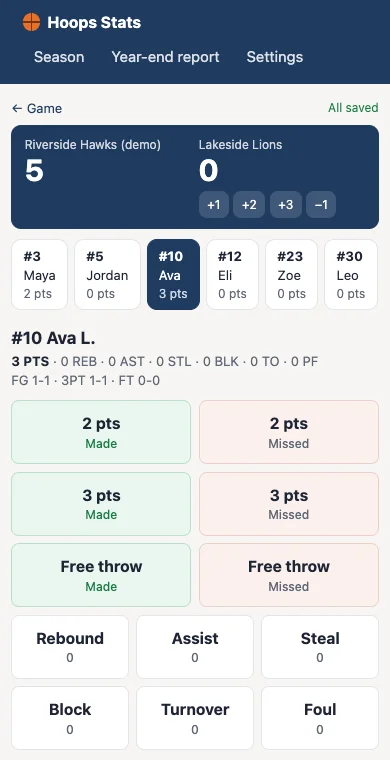 Hoops Stats
Season Year-end report Settings
← Game All saved
Riverside Hawks (demo) Lakeside Lions
5 0
+1 +2 +3 −1
#3 #5 #10 #12 #23 #30
Maya Jordan Ava Eli Zoe Leo
2 pts 0 pts 3 pts 0 pts 0 pts 0 pts
#10 Ava L.
3 PTS · 0 REB · 0 AST · 0 STL · 0 BLK · 0 TO · 0 PF
FG 1-1 · 3PT 1-1 · FT 0-0
2 pts 2 pts
Made Missed
3 pts 3 pts
Made Missed
Free throw Free throw
Made Missed
Rebound Assist Steal
0 0 0
Block Turnover Foul
0 0 0